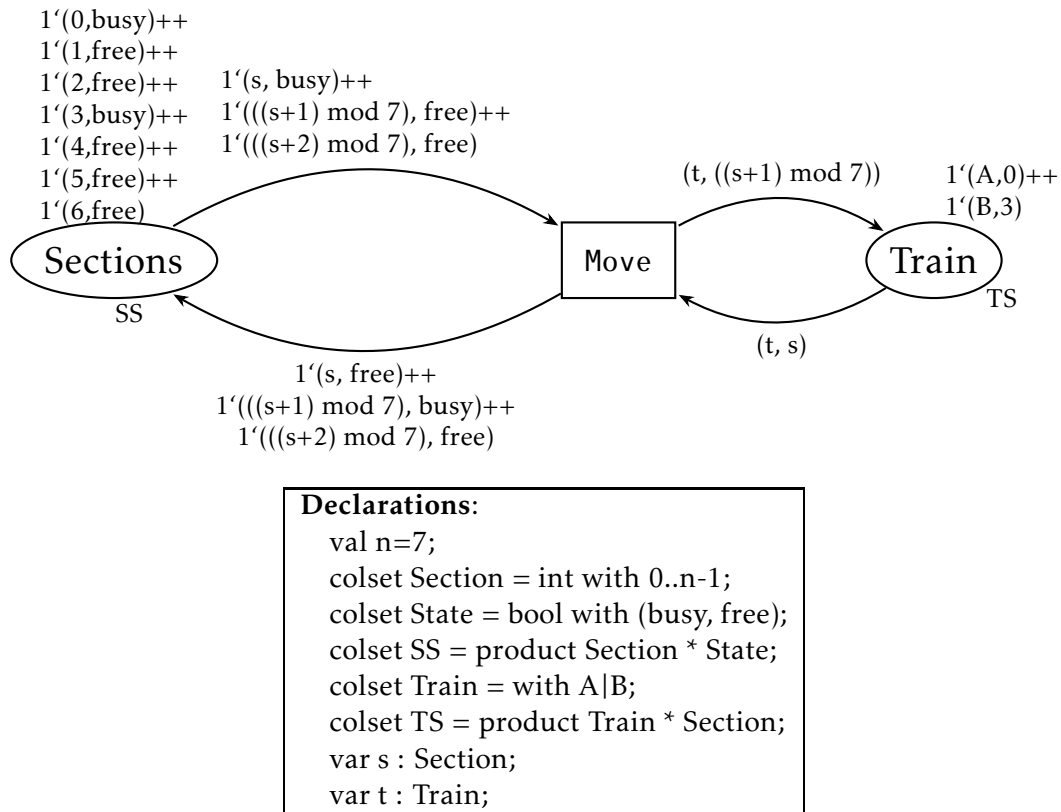 1‘(0,busy)++
1‘(1,free)++
1‘(2,free)++
1‘(3,busy)++
1‘(4,free)++
1‘(5,free)++
1‘(6,free)
1‘(s, busy)++
1‘(((s+1) mod 7), free)++
1‘(((s+2) mod 7), free)
(t, ((s+1) mod 7))
1‘(A,0)++
1‘(B,3)
Sections
SS
Move
Train
TS
(t, s)
1‘(s, free)++
1‘(((s+1) mod 7), busy)++
1‘(((s+2) mod 7), free)
Declarations:
val n=7;
colset Section = int with 0..n-1;
colset State = bool with (busy, free);
colset SS = product Section * State;
colset Train = with A|B;
colset TS = product Train * Section;
var s : Section;
var t : Train;